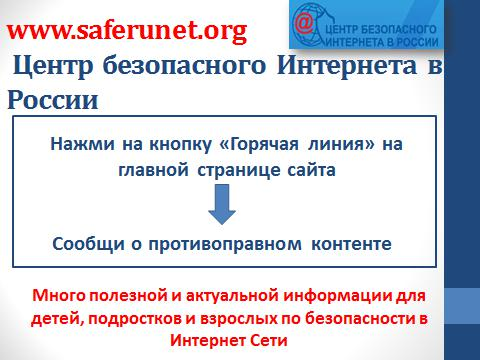 www.saferunet.org
ЦЕНТР БЕЗОПАСНОГО
ИНТЕРНЕТА В РОССИИ
Центр безопасного Интернета в
России
Нажми на кнопку «Горячая линия» на
главной странице сайта
Сообщи о противоправном контенте
Много полезной и актуальной информации для
детей, подростков и взрослых по безопасности в
Интернет Сети